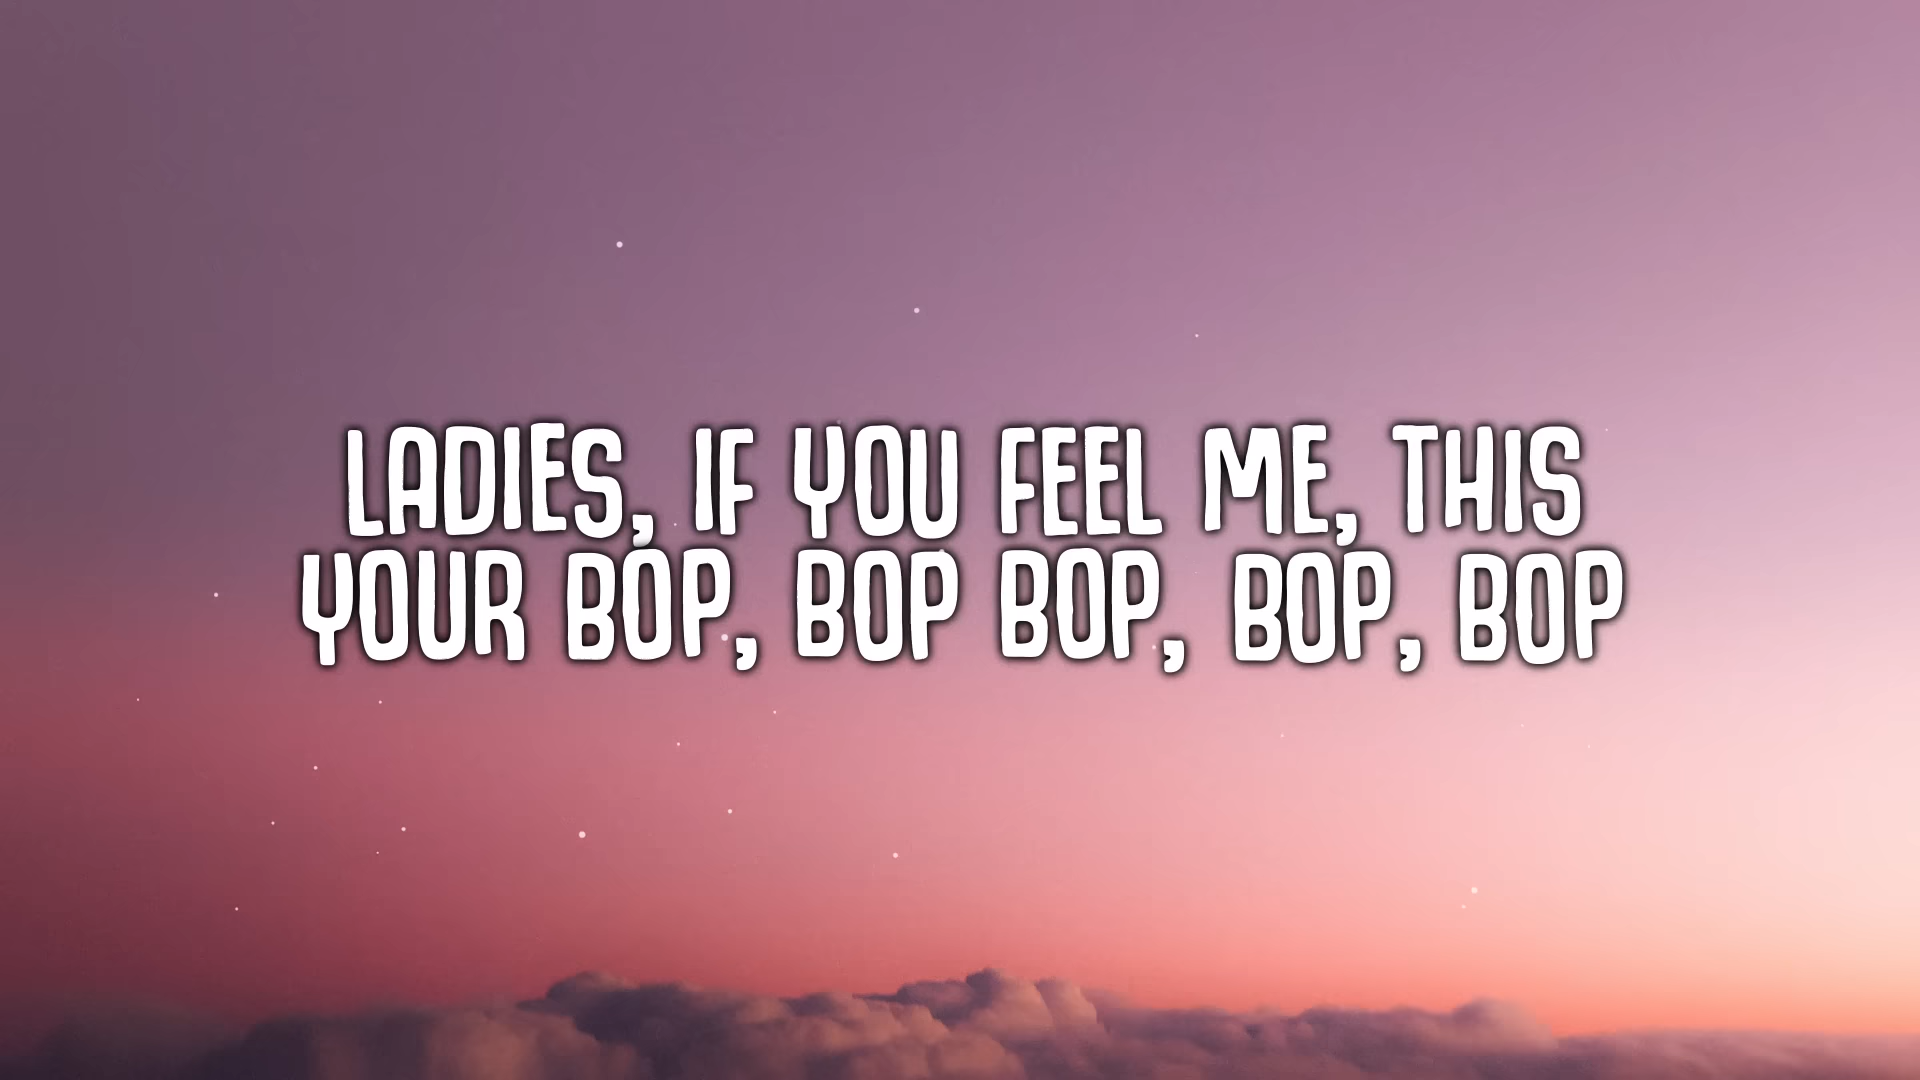 LADIES, IF YOU FEEL ME, THIS
YOUR BOP, BOP BOP, BOP, BOP